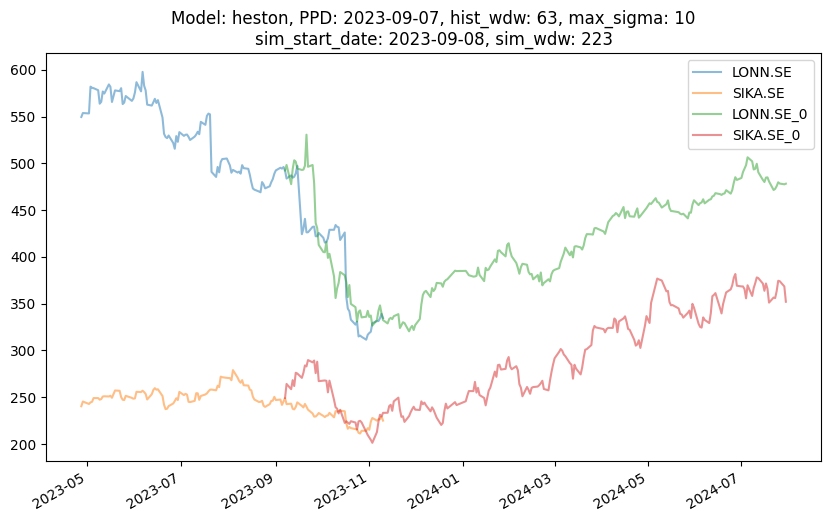 Model: heston, PPD: 2023-09-07, hist_wdw: 63, max_sigma: 10
sim_start_date: 2023-09-08, sim_wdw: 223
LONN.SE
SIKA.SE
LONN.SE_0
SIKA.SE_0
600
550
500
450
400
350
300
250
200
2023-05
2023-07
2023-09
2023-11
2024-01
2024-03
2024-05
2024-07